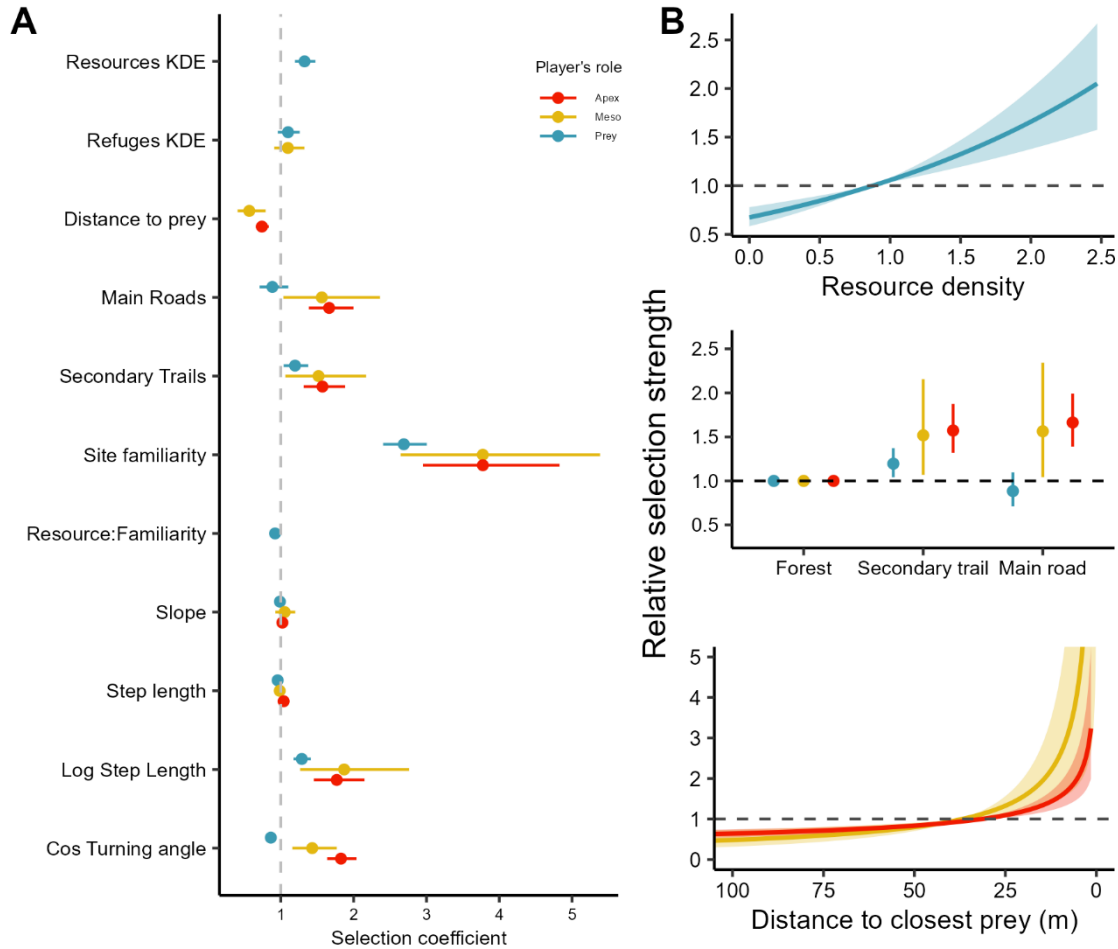 A
Resources KDE
Refuges KDE
Distance to prey
Main Roads
Secondary Trails
Site familiarity
Resource:Familiarity
Slope
Step length
Log Step Length
Cos Turning angle
Player's role
Apex
Meso
Prey
1 2 3 4 5
Selection coefficient
B
Relative selection strength
2.5
2.0
1.5
1.0
0.5
0.0 0.5 1.0 1.5 2.0 2.5
Resource density
2.5
2.0
1.5
1.0
0.5
Forest Secondary trail Main road
5
4
3
2
1
0
100 75 50 25 0
Distance to closest prey (m)